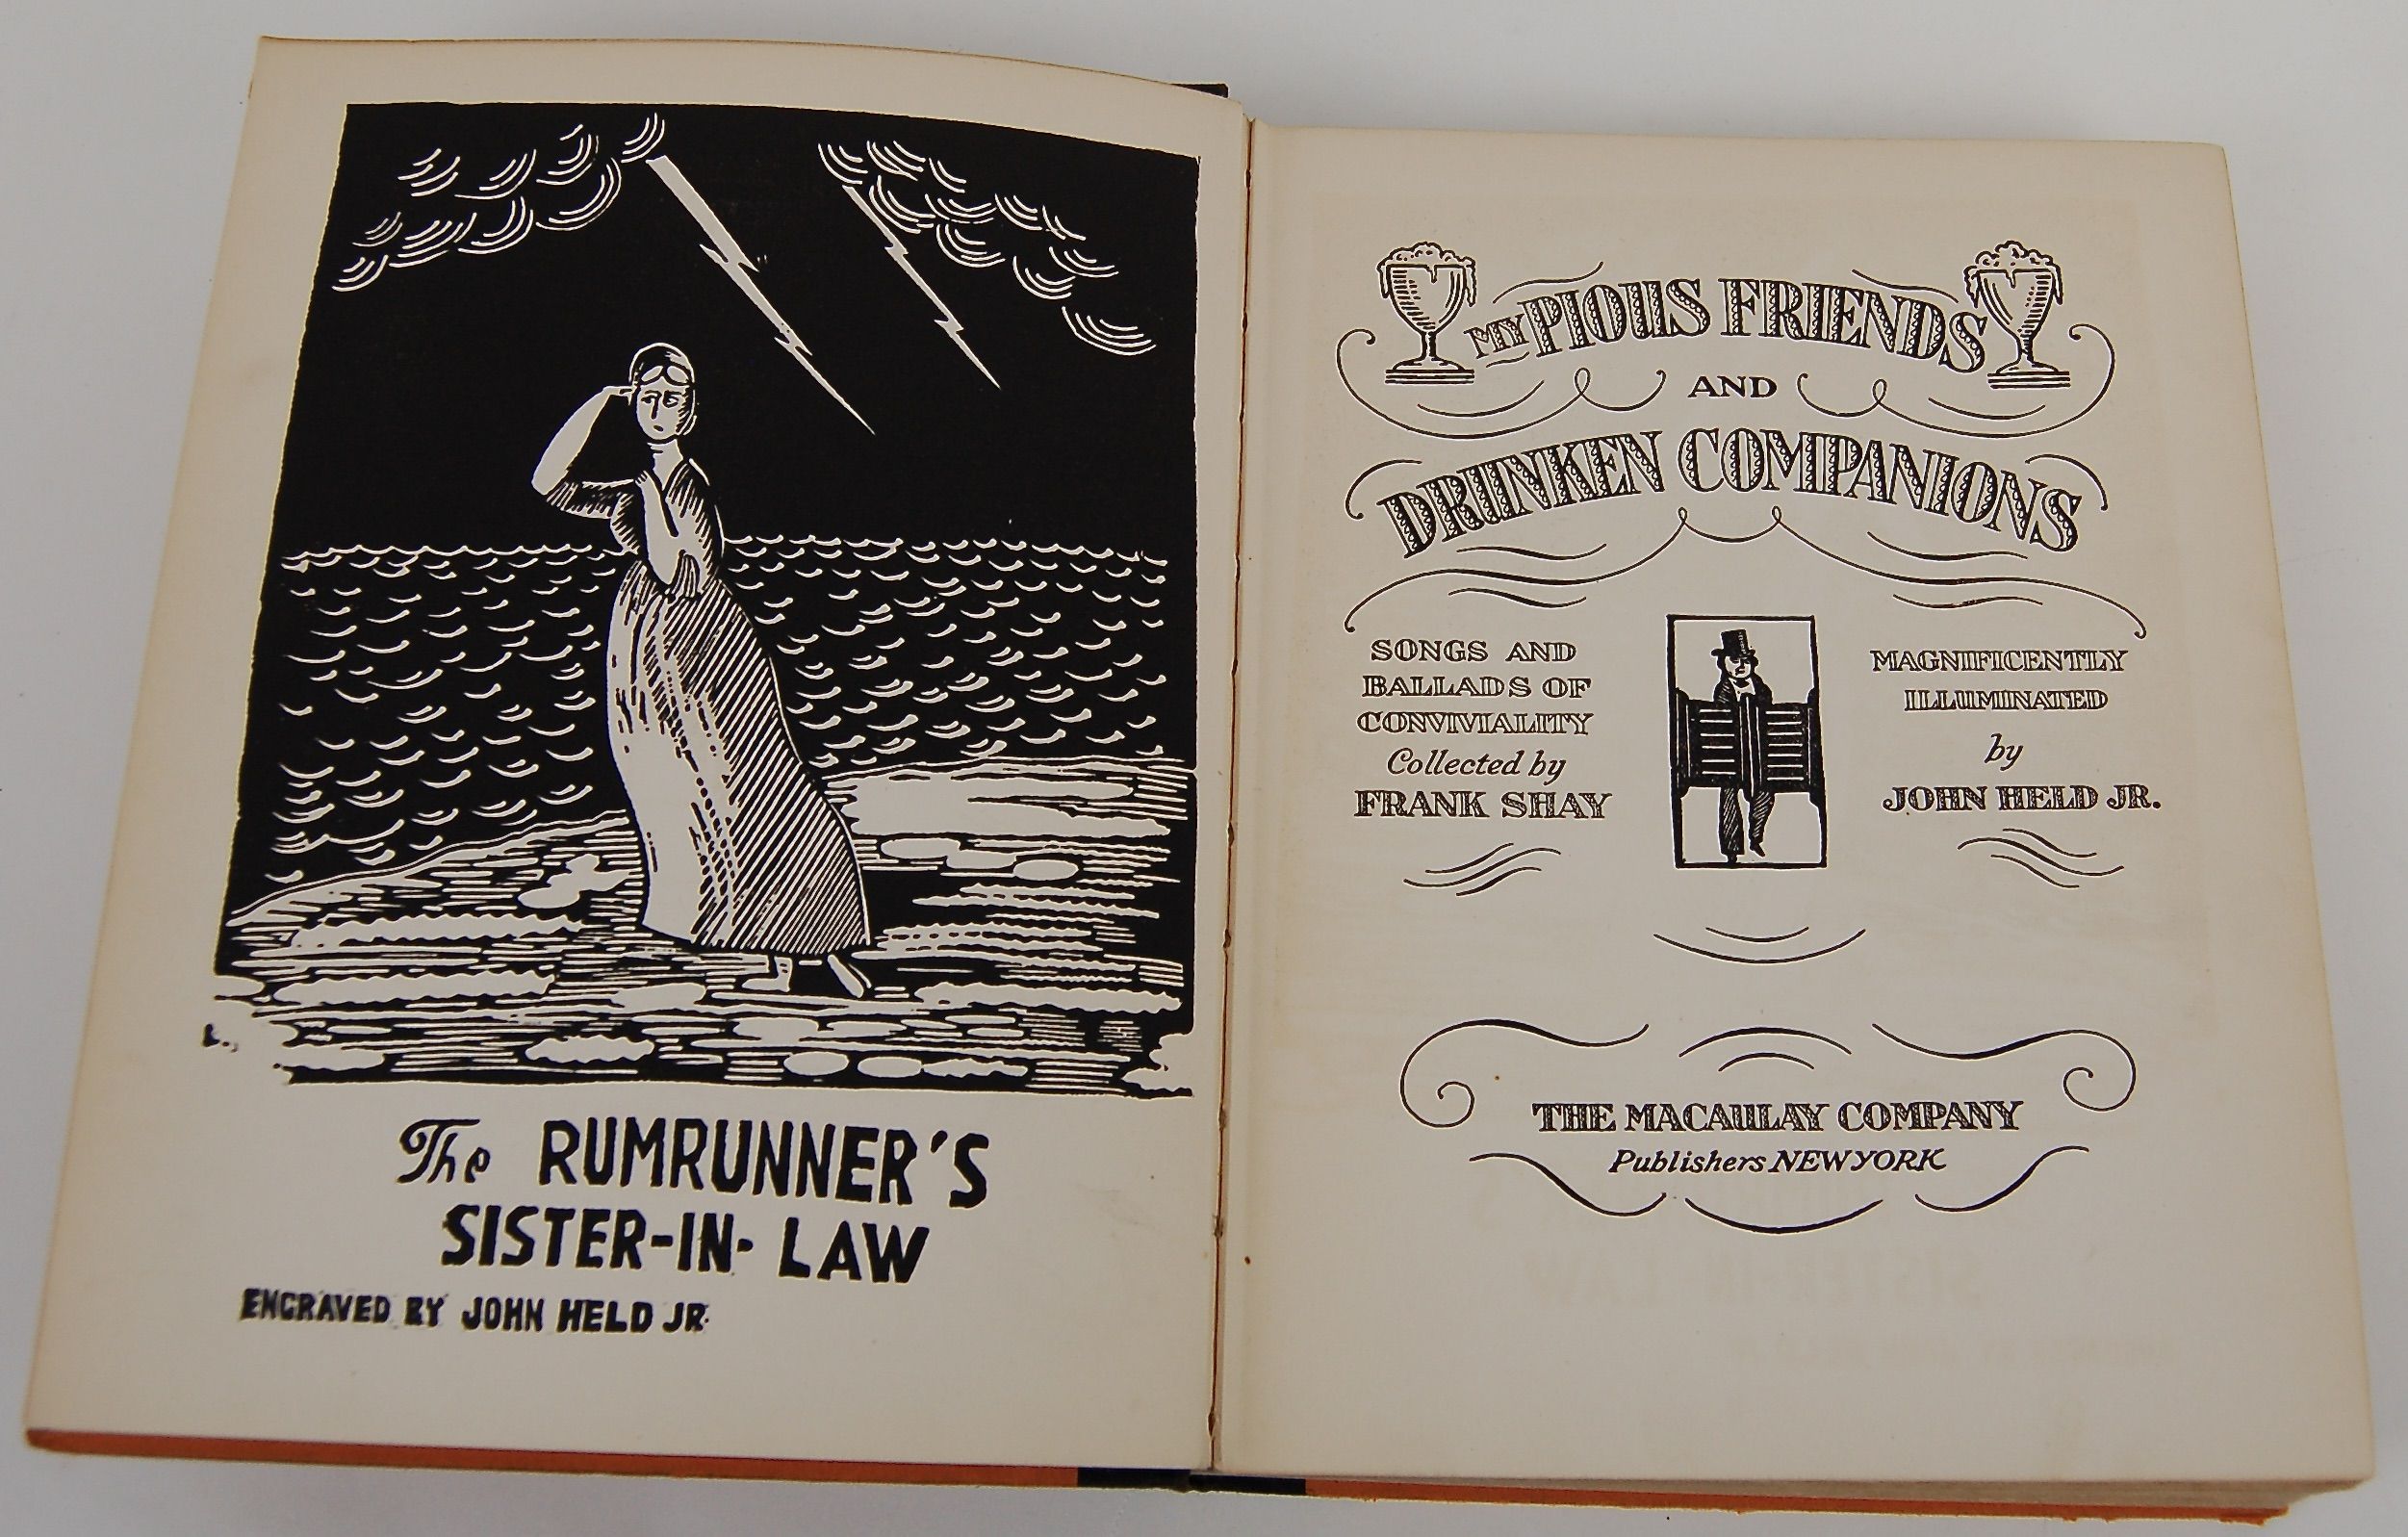 The RUMRUNNER'S
SISTER-IN-LAW
ENGRAVED BY JOHN HELD JR.
MY PIOUS FRIENDS
AND
DRUNKEN COMPANIONS
SONGS AND
BALLADS OF
CONVIVIALITY
Collected by
FRANK SHAY
MAGNIFICENTLY
ILLUMINATED
by
JOHN HELD JR.
THE MACAULAY COMPANY
Publishers NEW YORK